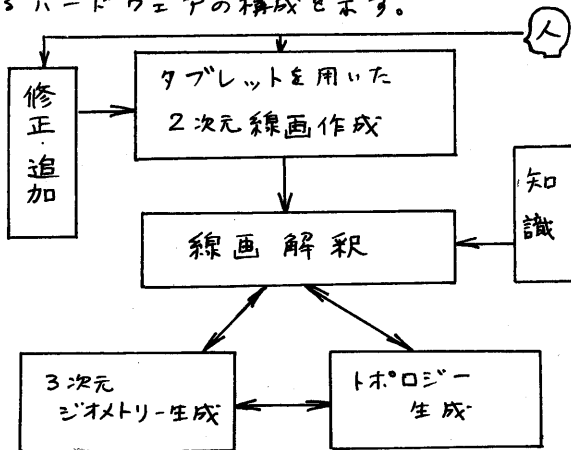 るハードウェアの構成を示す。
人
タブレットを用いた
2次元線画作成
修正・追加
知識
線画解釈
3次元
ジオメトリー生成
トポロジー
生成